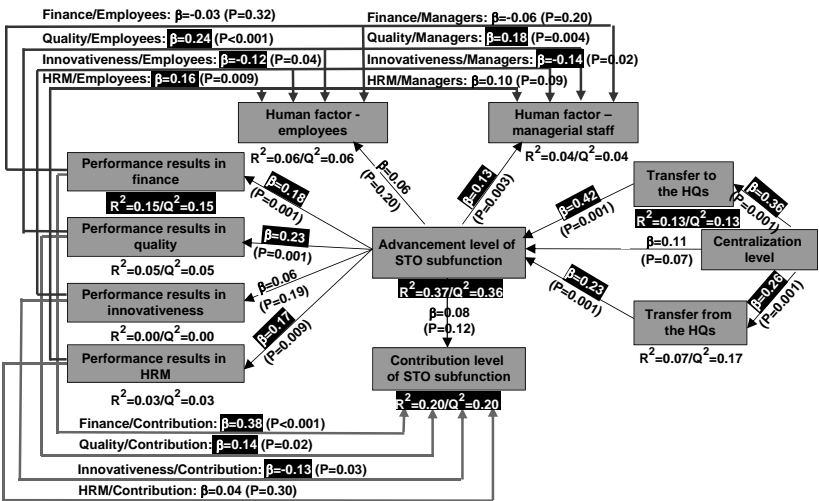 Finance/Employees: β=-0.03 (P=0.32)
Quality/Employees: β=0.24 (P<0.001)
Innovativeness/Employees: β=-0.12 (P=0.04)
HRM/Employees: β=0.16 (P=0.009)
Finance/Managers: β=-0.06 (P=0.20)
Quality/Managers: β=0.18 (P=0.004)
Innovativeness/Managers: β=-0.14 (P=0.02)
HRM/Managers: β=0.10 (P=0.09)
Human factor -
employees
R²=0.06/Q²=0.06
Human factor –
managerial staff
R²=0.04/Q²=0.04
Performance results in
finance
R²=0.15/Q²=0.15
Performance results in
quality
R²=0.05/Q²=0.05
Performance results in
innovativeness
R²=0.00/Q²=0.00
Performance results in
HRM
R²=0.03/Q²=0.03
β=0.06
(P=0.20)
β=0.13
(P=0.003)
β=0.18
(P=0.001)
β=0.23
(P=0.001)
β=0.06
(P=0.19)
β=0.17
(P=0.009)
Advancement level of
STO subfunction
R²=0.37/Q²=0.36
β=0.08
(P=0.12)
Contribution level
of STO subfunction
R²=0.20/Q²=0.20
β=0.42
(P=0.001)
β=0.11
(P=0.07)
β=0.23
(P=0.001)
Transfer to
the HQs
R²=0.13/Q²=0.13
β=0.36
(P=0.001)
Centralization
level
β=0.26
(P=0.001)
Transfer from
the HQs
R²=0.07/Q²=0.17
Finance/Contribution: β=0.38 (P<0.001)
Quality/Contribution: β=0.14 (P=0.02)
Innovativeness/Contribution: β=-0.13 (P=0.03)
HRM/Contribution: β=0.04 (P=0.30)